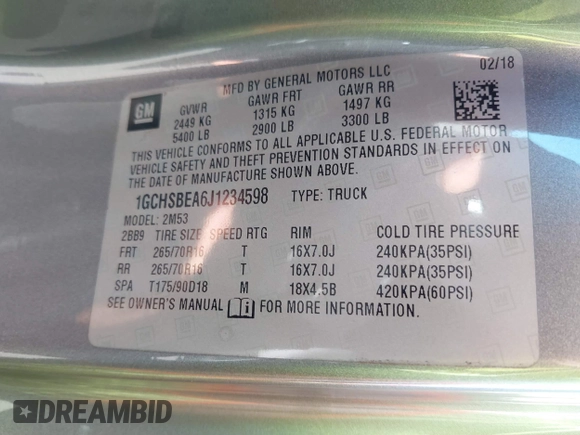 02/18
MFD BY GENERAL MOTORS LLC
GM
GVWR GAWR FRT GAWR RR
2449 KG 1315 KG 1497 KG
5400 LB 2900 LB 3300 LB
THIS VEHICLE CONFORMS TO ALL APPLICABLE U.S. FEDERAL MOTOR
VEHICLE SAFETY AND THEFT PREVENTION STANDARDS IN EFFECT ON
THE DATE OF MANUFACTURE SHOWN ABOVE.
1GCHSBEA6J1234598 TYPE: TRUCK
MODEL: 2M53
2BB9 TIRE SIZE SPEED RTG RIM COLD TIRE PRESSURE
FRT 265/70R16 T 16X7.0J 240KPA(35PSI)
RR 265/70R16 T 16X7.0J 240KPA(35PSI)
SPA T175/90D18 M 18X4.5B 420KPA(60PSI)
SEE OWNER'S MANUAL FOR MORE INFORMATION.
DREAMBID